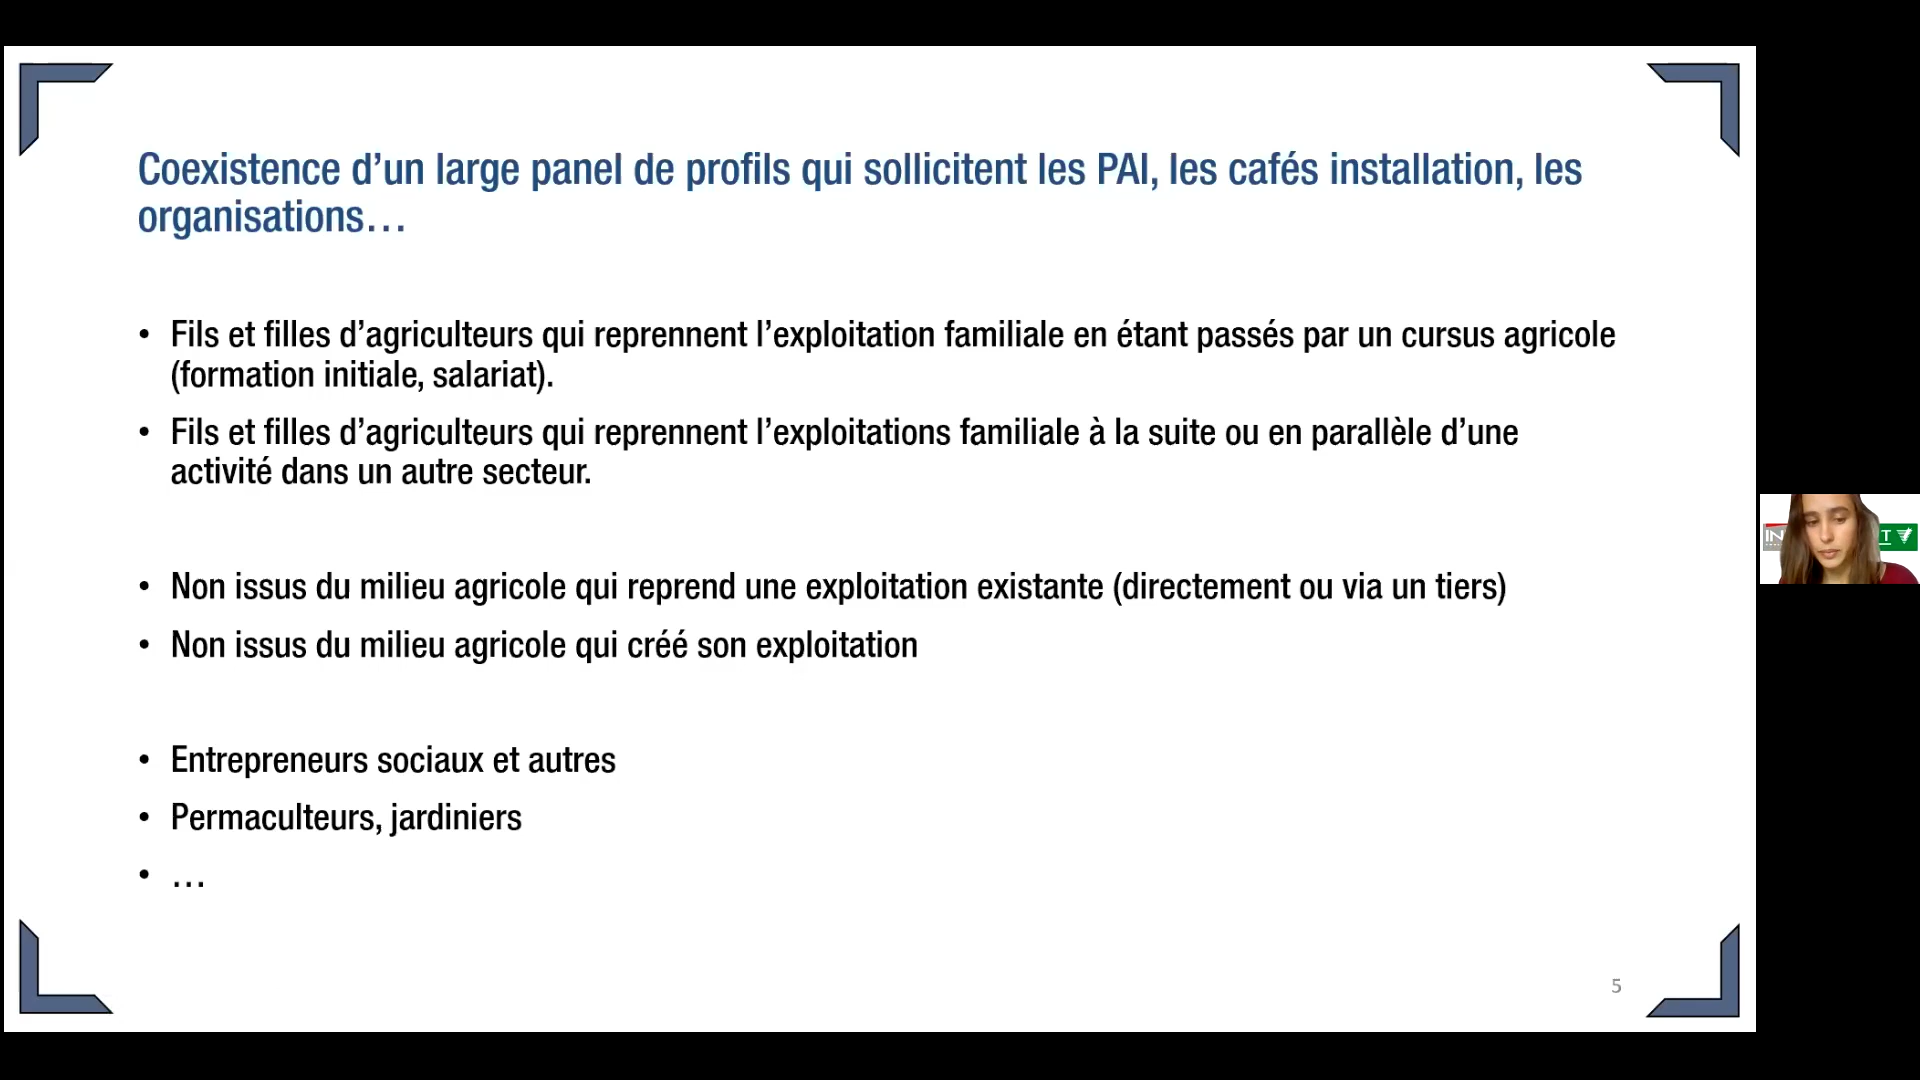 Coexistence d’un large panel de profils qui sollicitent les PAI, les cafés installation, les
organisations…
• Fils et filles d’agriculteurs qui reprennent l’exploitation familiale en étant passés par un cursus agricole
(formation initiale, salariat).
• Fils et filles d’agriculteurs qui reprennent l’exploitations familiale à la suite ou en parallèle d’une
activité dans un autre secteur.
• Non issus du milieu agricole qui reprend une exploitation existante (directement ou via un tiers)
• Non issus du milieu agricole qui créé son exploitation
• Entrepreneurs sociaux et autres
• Permaculteurs, jardiniers
• …
5
IN
T